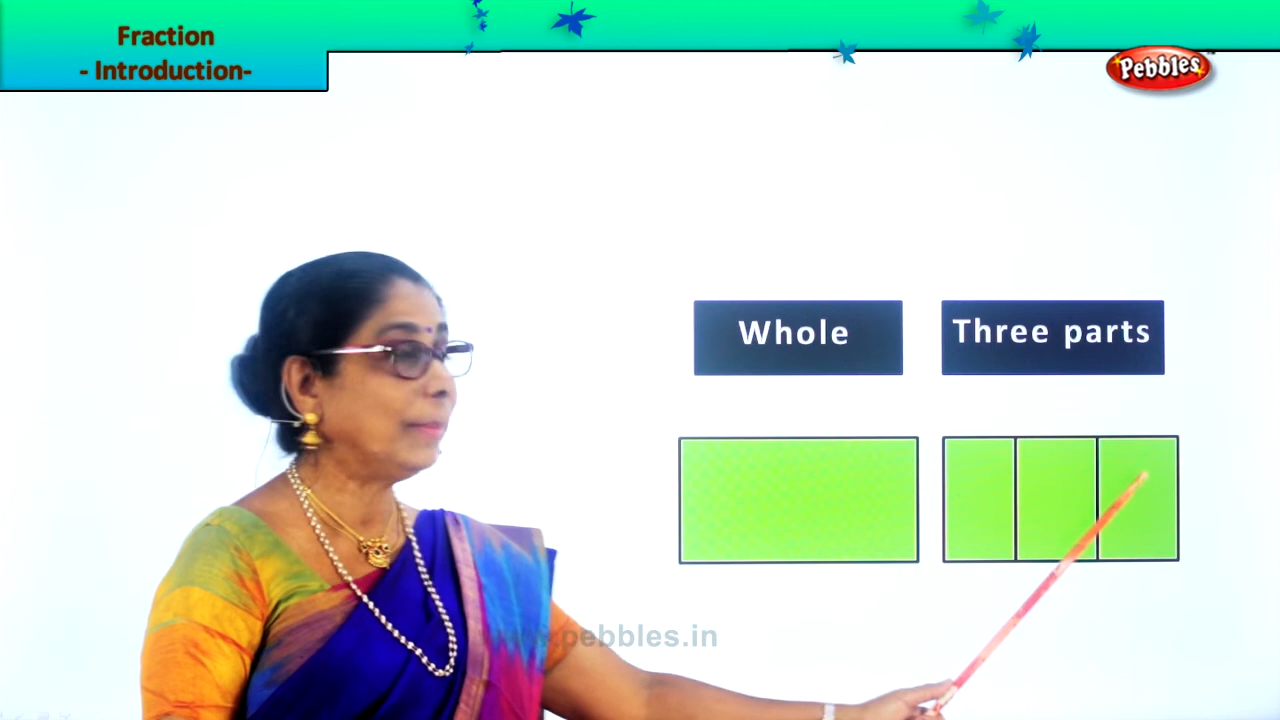 Fraction
- Introduction-
Pebbles
Whole
Three parts
.pebbles.in